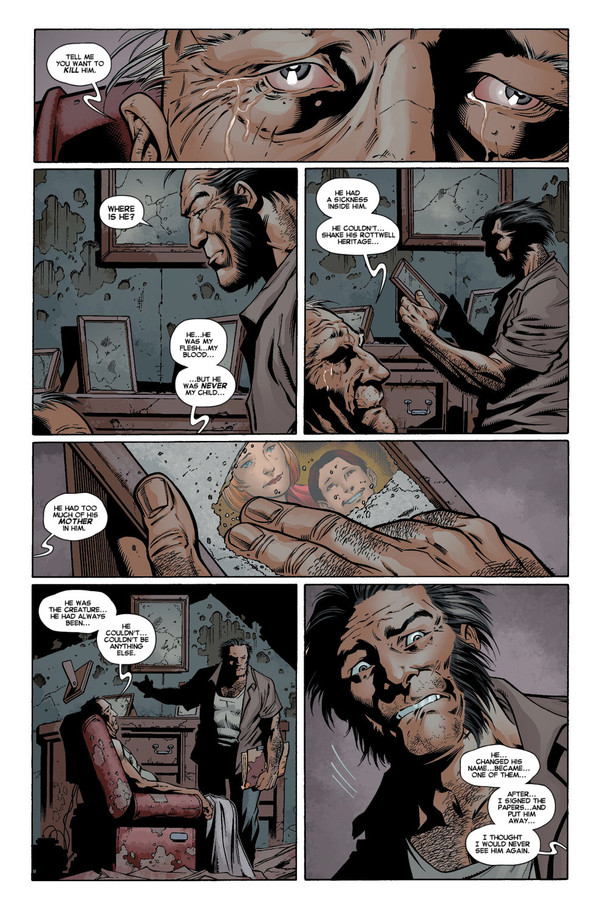 TELL ME
YOU WANT TO
KILL HIM.
WHERE
IS HE?
HE...HE
WAS MY
FLESH...MY
BLOOD...
...BUT HE
WAS NEVER
MY CHILD...
HE HAD
A SICKNESS
INSIDE HIM.
HE COULDN'T...
SHAKE HIS ROTTWELL
HERITAGE...
HE HAD TOO
MUCH OF HIS
MOTHER
IN HIM.
HE WAS
THE CREATURE...
HE HAD ALWAYS
BEEN...
HE
COULDN'T...
COULDN'T BE
ANYTHING
ELSE.
HE...
CHANGED HIS
NAME...BECAME...
ONE OF THEM...
AFTER...
I SIGNED THE
PAPERS...AND
PUT HIM
AWAY...
I THOUGHT
I WOULD NEVER
SEE HIM AGAIN.